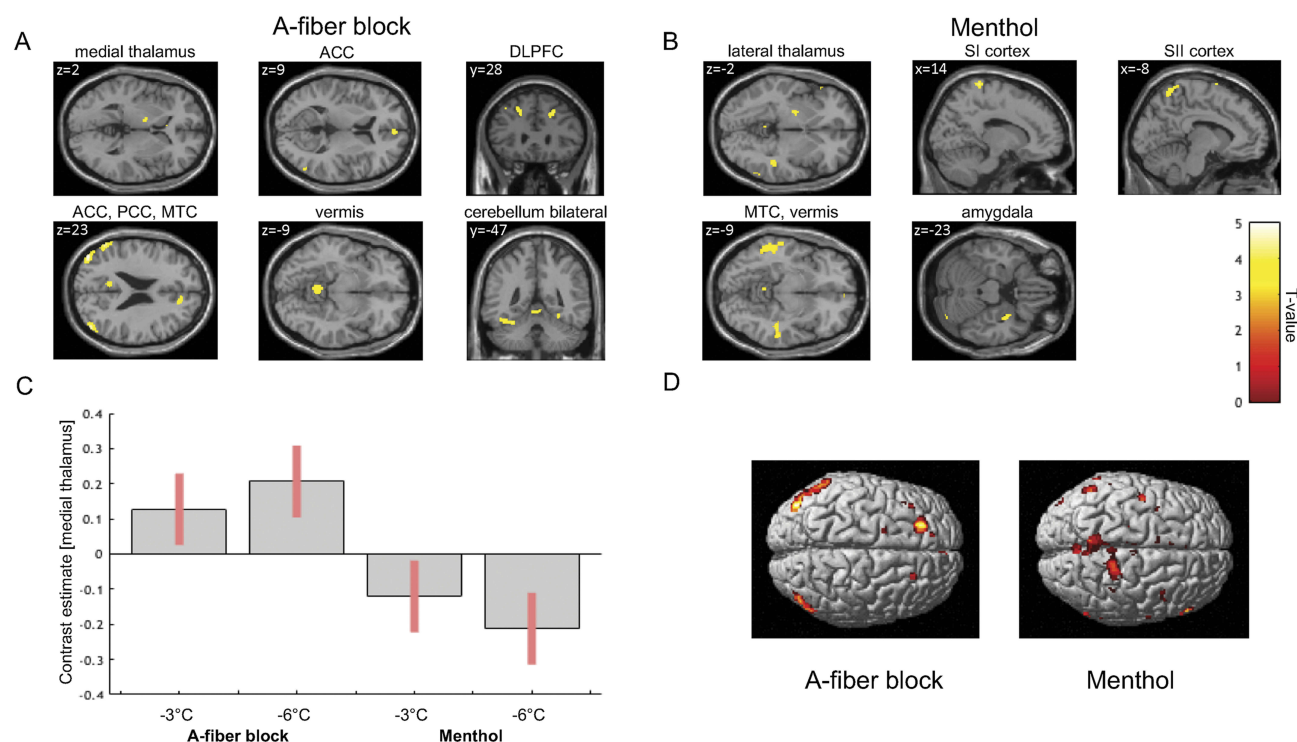 A
A-fiber block
medial thalamus
ACC
DLPFC
z=2
z=9
y=28
ACC, PCC, MTC
vermis
cerebellum bilateral
z=23
z=-9
y=-47
B
Menthol
lateral thalamus
SI cortex
SII cortex
z=-2
x=14
x=-8
MTC, vermis
amygdala
z=-9
z=-23
5
4
3
2
1
0
T-value
C
Contrast estimate [medial thalamus]
0.4
0.3
0.2
0.1
0
-0.1
-0.2
-0.3
-0.4
-3°C
-6°C
-3°C
-6°C
A-fiber block
Menthol
D
A-fiber block
Menthol